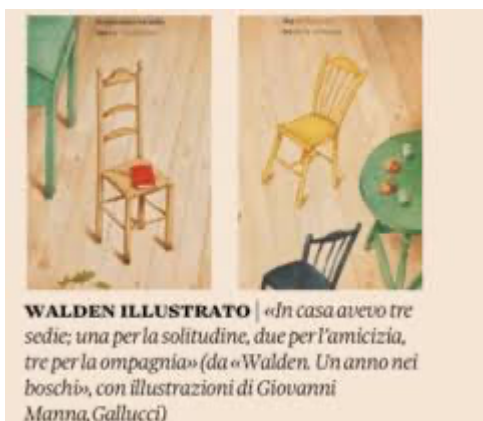 WALDEN ILLUSTRATO | «In casa avevo tre
sedie; una per la solitudine, due per l'amicizia,
tre per la ompagnia» (da «Walden. Un anno nei
boschi», con illustrazioni di Giovanni
Manna, Gallucci)